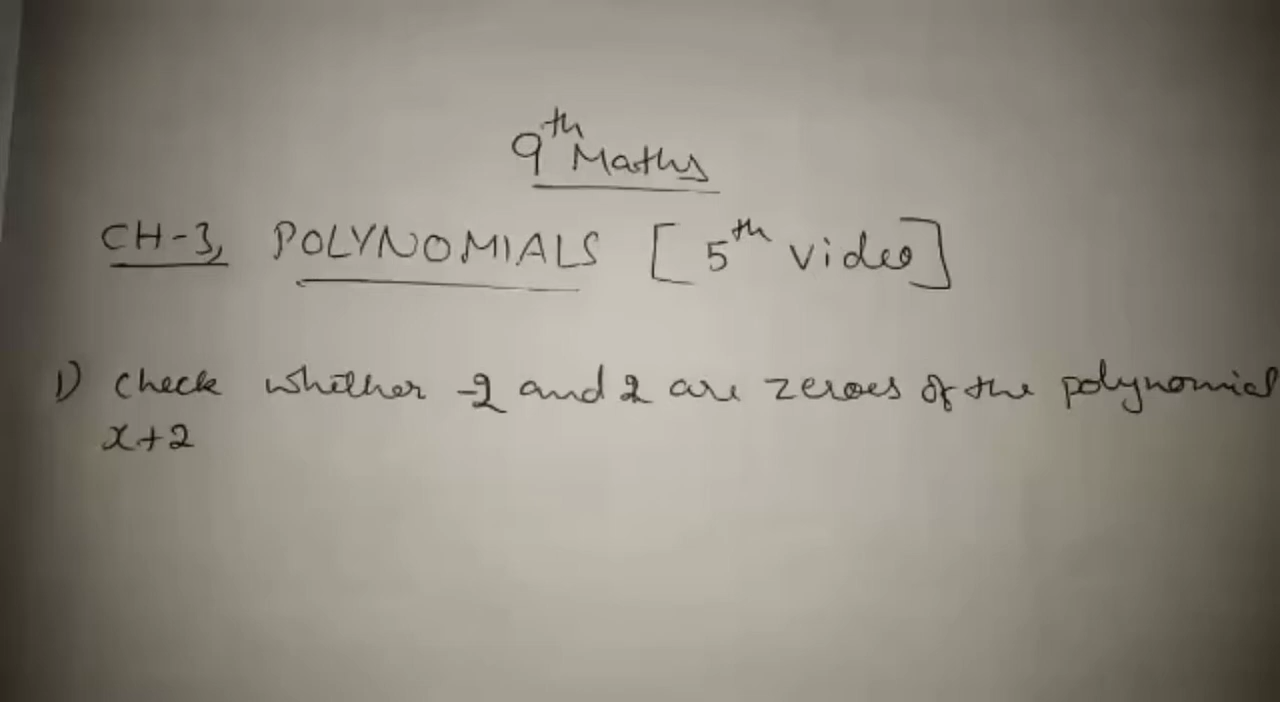 9th Maths
CH-3, POLYNOMIALS [5th video]
1) check whether -2 and 2 are zeroes of the polynomial
x+2